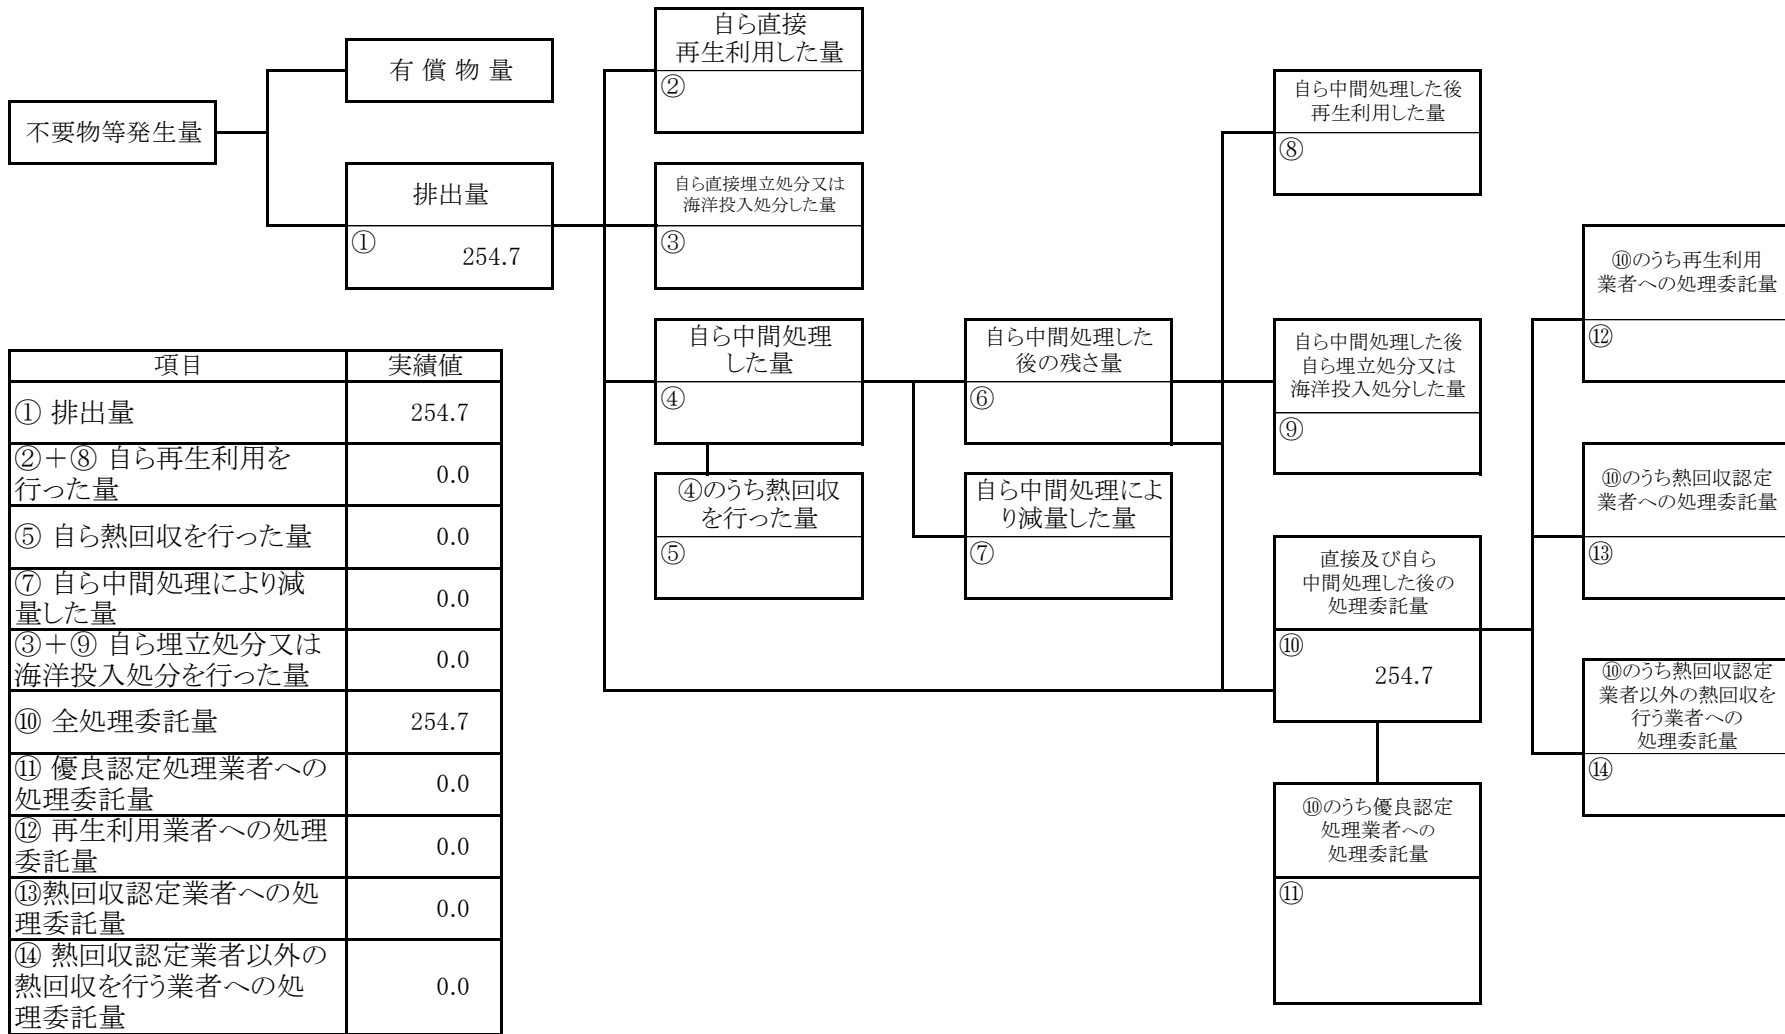 不要物等発生量
有 償 物 量
排出量
①
254.7
自ら直接
再生利用した量
②
自ら直接埋立処分又は
海洋投入処分した量
③
自ら中間処理
した量
④
④のうち熱回収
を行った量
⑤
自ら中間処理した
後の残さ量
⑥
自ら中間処理によ
り減量した量
⑦
自ら中間処理した後
再生利用した量
⑧
自ら中間処理した後
自ら埋立処分又は
海洋投入処分した量
⑨
直接及び自ら
中間処理した後の
処理委託量
⑩
254.7
⑩のうち優良認定
処理業者への
処理委託量
⑪
⑩のうち再生利用
業者への処理委託量
⑫
⑩のうち熱回収認定
業者への処理委託量
⑬
⑩のうち熱回収認定
業者以外の熱回収を
行う業者への
処理委託量
⑭
項目 実績値
① 排出量 254.7
②＋⑧ 自ら再生利用を
行った量 0.0
⑤ 自ら熱回収を行った量 0.0
⑦ 自ら中間処理により減
量した量 0.0
③＋⑨ 自ら埋立処分又は
海洋投入処分を行った量 0.0
⑩ 全処理委託量 254.7
⑪ 優良認定処理業者への
処理委託量 0.0
⑫ 再生利用業者への処理
委託量 0.0
⑬熱回収認定業者への処
理委託量 0.0
⑭ 熱回収認定業者以外の
熱回収を行う業者への処 0.0
理委託量